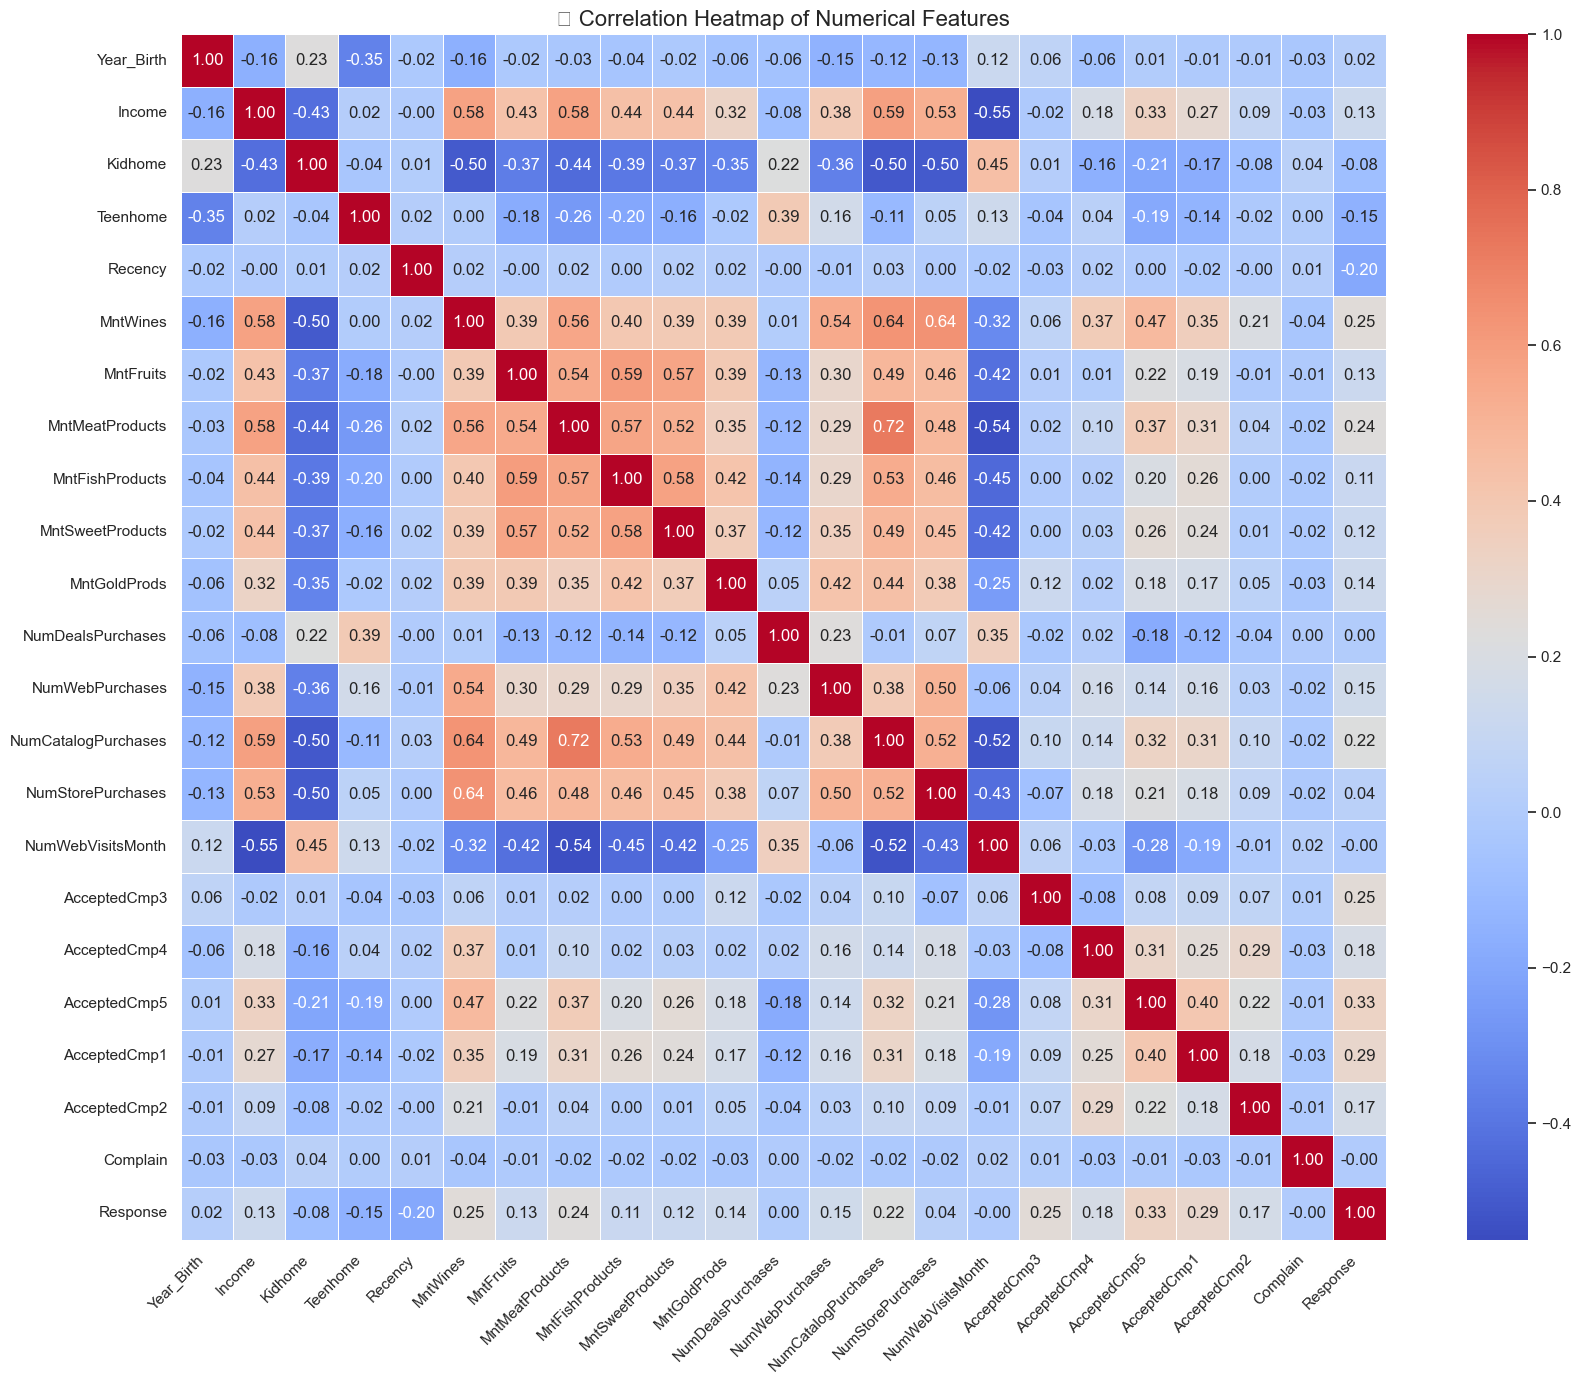 Correlation Heatmap of Numerical Features
Year_Birth 1.00 -0.16 0.23 -0.35 -0.02 -0.16 -0.02 -0.03 -0.04 -0.02 -0.06 -0.06 -0.15 -0.12 -0.13 0.12 0.06 -0.06 0.01 -0.01 -0.01 -0.03 0.02
Income -0.16 1.00 -0.43 0.02 -0.00 0.58 0.43 0.58 0.44 0.44 0.32 -0.08 0.38 0.59 0.53 -0.55 -0.02 0.18 0.33 0.27 0.09 -0.03 0.13
Kidhome 0.23 -0.43 1.00 -0.04 0.01 -0.50 -0.37 -0.44 -0.39 -0.37 -0.35 0.22 -0.36 -0.50 -0.50 0.45 0.01 -0.16 -0.21 -0.17 -0.08 0.04 -0.08
Teenhome -0.35 0.02 -0.04 1.00 0.02 0.00 -0.18 -0.26 -0.20 -0.16 -0.02 0.39 0.16 -0.11 0.05 0.13 -0.04 0.04 -0.19 -0.14 -0.02 0.00 -0.15
Recency -0.02 -0.00 0.01 0.02 1.00 0.02 -0.00 0.02 0.00 0.02 0.02 -0.00 -0.01 0.03 0.00 -0.02 -0.03 0.02 0.00 -0.02 -0.00 0.01 -0.20
MntWines -0.16 0.58 -0.50 0.00 0.02 1.00 0.39 0.56 0.40 0.39 0.39 0.01 0.54 0.64 0.64 -0.32 0.06 0.37 0.47 0.35 0.21 -0.04 0.25
MntFruits -0.02 0.43 -0.37 -0.18 -0.00 0.39 1.00 0.54 0.59 0.57 0.39 -0.13 0.30 0.49 0.46 -0.42 0.01 0.01 0.22 0.19 -0.01 -0.01 0.13
MntMeatProducts -0.03 0.58 -0.44 -0.26 0.02 0.56 0.54 1.00 0.57 0.52 0.35 -0.12 0.29 0.72 0.48 -0.54 0.02 0.10 0.37 0.31 0.04 -0.02 0.24
MntFishProducts -0.04 0.44 -0.39 -0.20 0.00 0.40 0.59 0.57 1.00 0.58 0.42 -0.14 0.29 0.53 0.46 -0.45 0.00 0.02 0.20 0.26 0.00 -0.02 0.11
MntSweetProducts -0.02 0.44 -0.37 -0.16 0.02 0.39 0.57 0.52 0.58 1.00 0.37 -0.12 0.35 0.49 0.45 -0.42 0.00 0.03 0.26 0.24 0.01 -0.02 0.12
MntGoldProds -0.06 0.32 -0.35 -0.02 0.02 0.39 0.39 0.35 0.42 0.37 1.00 0.05 0.42 0.44 0.38 -0.25 0.12 0.02 0.18 0.17 0.05 -0.03 0.14
NumDealsPurchases -0.06 -0.08 0.22 0.39 -0.00 0.01 -0.13 -0.12 -0.14 -0.12 0.05 1.00 0.23 -0.01 0.07 0.35 -0.02 0.02 -0.18 -0.12 -0.04 0.00 0.00
NumWebPurchases -0.15 0.38 -0.36 0.16 -0.01 0.54 0.30 0.29 0.29 0.35 0.42 0.23 1.00 0.38 0.50 -0.06 0.04 0.16 0.14 0.16 0.03 -0.02 0.15
NumCatalogPurchases -0.12 0.59 -0.50 -0.11 0.03 0.64 0.49 0.72 0.53 0.49 0.44 -0.01 0.38 1.00 0.52 -0.52 0.10 0.14 0.32 0.31 0.10 -0.02 0.22
NumStorePurchases -0.13 0.53 -0.50 0.05 0.00 0.64 0.46 0.48 0.46 0.45 0.38 0.07 0.50 0.52 1.00 -0.43 -0.07 0.18 0.21 0.18 0.09 -0.02 0.04
NumWebVisitsMonth 0.12 -0.55 0.45 0.13 -0.02 -0.32 -0.42 -0.54 -0.45 -0.42 -0.25 0.35 -0.06 -0.52 -0.43 1.00 0.06 -0.03 -0.28 -0.19 -0.01 0.02 -0.00
AcceptedCmp3 0.06 -0.02 0.01 -0.04 -0.03 0.06 0.01 0.02 0.00 0.00 0.12 -0.02 0.04 0.10 -0.07 0.06 1.00 -0.08 0.08 0.09 0.07 0.01 0.25
AcceptedCmp4 -0.06 0.18 -0.16 0.04 0.02 0.37 0.01 0.10 0.02 0.03 0.02 0.02 0.16 0.14 0.18 -0.03 -0.08 1.00 0.31 0.25 0.29 -0.03 0.18
AcceptedCmp5 0.01 0.33 -0.21 -0.19 0.00 0.47 0.22 0.37 0.20 0.26 0.18 -0.18 0.14 0.32 0.21 -0.28 0.08 0.31 1.00 0.40 0.22 -0.01 0.33
AcceptedCmp1 -0.01 0.27 -0.17 -0.14 -0.02 0.35 0.19 0.31 0.26 0.24 0.17 -0.12 0.16 0.31 0.18 -0.19 0.09 0.25 0.40 1.00 0.18 -0.03 0.29
AcceptedCmp2 -0.01 0.09 -0.08 -0.02 -0.00 0.21 -0.01 0.04 0.00 0.01 0.05 -0.04 0.03 0.10 0.09 -0.01 0.07 0.29 0.22 0.18 1.00 -0.01 0.17
Complain -0.03 -0.03 0.04 0.00 0.01 -0.04 -0.01 -0.02 -0.02 -0.02 -0.03 0.00 -0.02 -0.02 -0.02 0.02 0.01 -0.03 -0.01 -0.03 -0.01 1.00 -0.00
Response 0.02 0.13 -0.08 -0.15 -0.20 0.25 0.13 0.24 0.11 0.12 0.14 0.00 0.15 0.22 0.04 -0.00 0.25 0.18 0.33 0.29 0.17 -0.00 1.00
Year_Birth
Income
Kidhome
Teenhome
Recency
MntWines
MntFruits
MntMeatProducts
MntFishProducts
MntSweetProducts
MntGoldProds
NumDealsPurchases
NumWebPurchases
NumCatalogPurchases
NumStorePurchases
NumWebVisitsMonth
AcceptedCmp3
AcceptedCmp4
AcceptedCmp5
AcceptedCmp1
AcceptedCmp2
Complain
Response
1.0
0.8
0.6
0.4
0.2
0.0
−0.2
−0.4